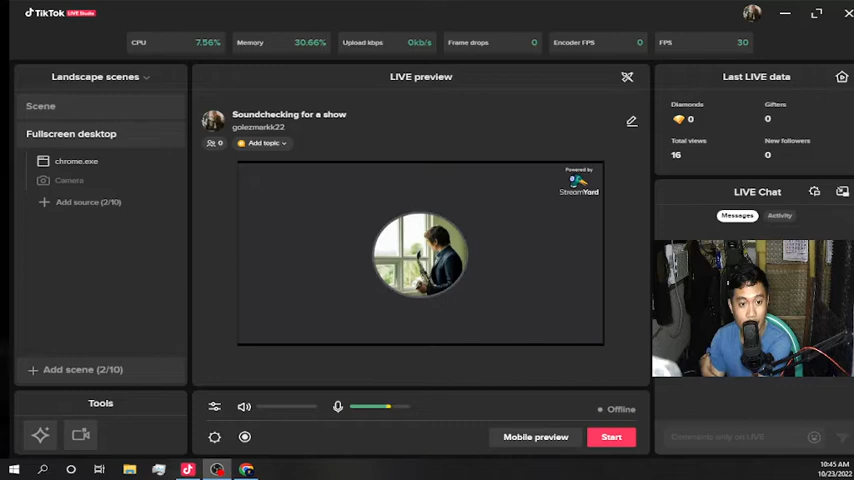 TikTok LIVE Studio
CPU 7.56%
Memory 30.66%
Upload kbps 0kb/s
Frame drops 0
Encoder FPS 0
FPS 30
Landscape scenes
Scene
Fullscreen desktop
chrome.exe
Camera
Add source (2/10)
Add scene (2/10)
Tools
LIVE preview
Soundchecking for a show
golezmarkk22
0
Add topic
Powered by
StreamYard
Offline
Mobile preview
Start
Last LIVE data
Diamonds
Gifters
0
0
Total views
New followers
16
0
LIVE Chat
Messages
Activity
Comments only on LIVE
10:45 AM
10/23/2022